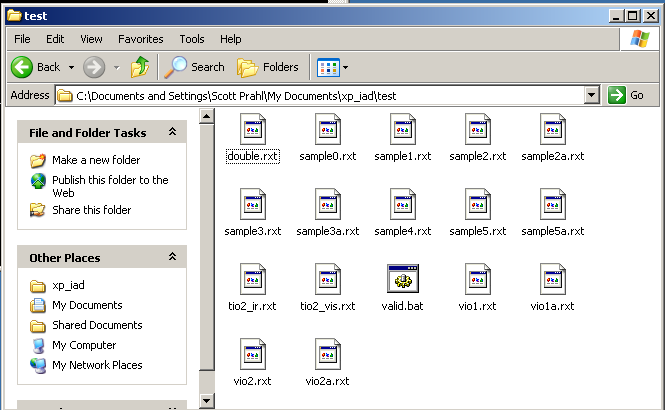 test
File Edit View Favorites Tools Help
Back Search Folders
Address C:\Documents and Settings\Scott Prahl\My Documents\xp_iad\test Go
File and Folder Tasks
Make a new folder
Publish this folder to the
Web
Share this folder
Other Places
xp_iad
My Documents
Shared Documents
My Computer
My Network Places
double.rxt sample0.rxt sample1.rxt sample2.rxt sample2a.rxt
sample3.rxt sample3a.rxt sample4.rxt sample5.rxt sample5a.rxt
tio2_ir.rxt tio2_vis.rxt valid.bat vio1.rxt vio1a.rxt
vio2.rxt vio2a.rxt